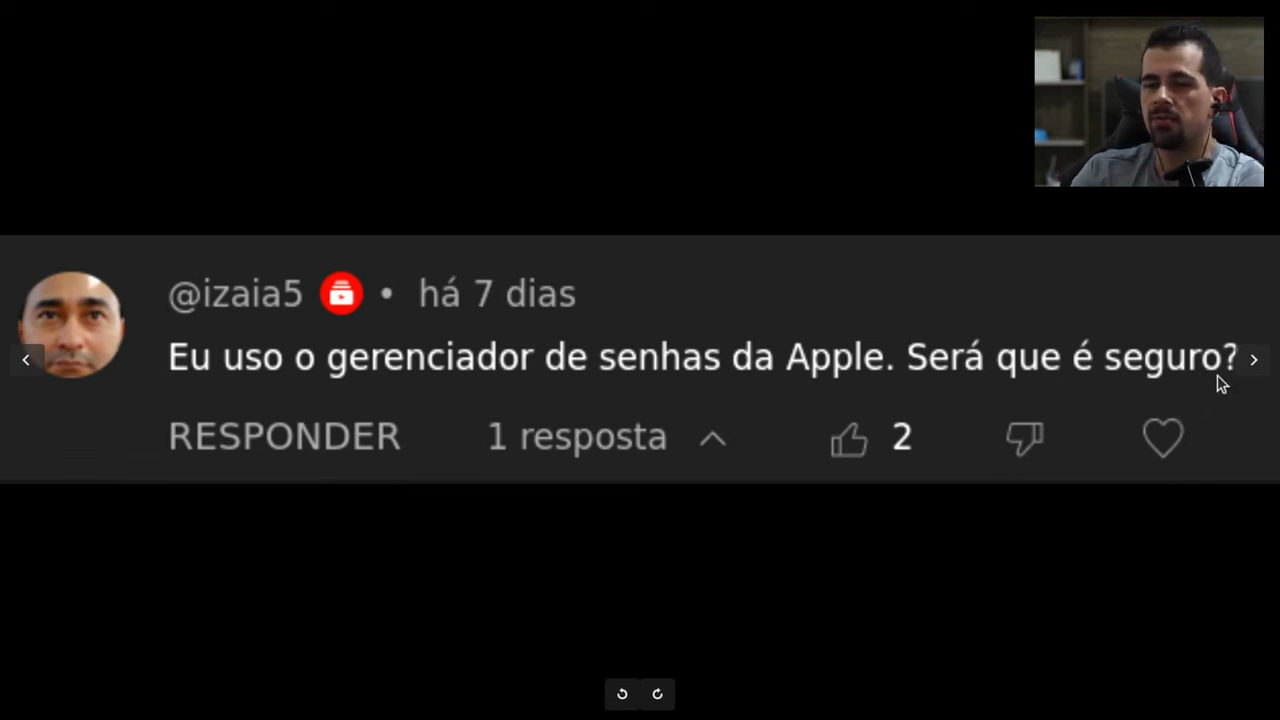 @izaia5 • há 7 dias
Eu uso o gerenciador de senhas da Apple. Será que é seguro?
RESPONDER 1 resposta 2